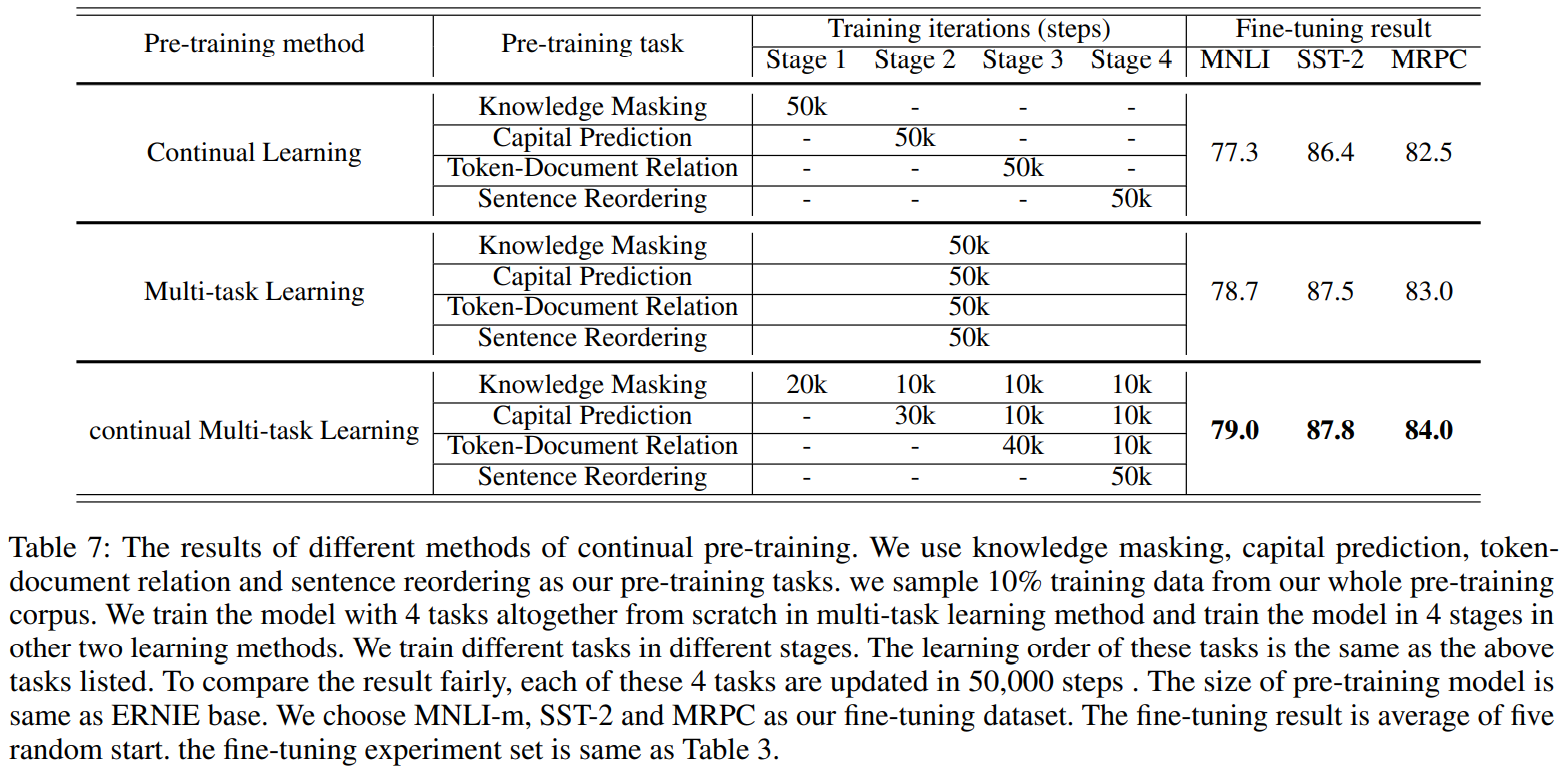 Pre-training method Pre-training task Training iterations (steps) Fine-tuning result
Stage 1 Stage 2 Stage 3 Stage 4 MNLI SST-2 MRPC
Continual Learning Knowledge Masking 50k - - - 77.3 86.4 82.5
Capital Prediction - 50k - -
Token-Document Relation - - 50k -
Sentence Reordering - - - 50k
Multi-task Learning Knowledge Masking 50k 78.7 87.5 83.0
Capital Prediction 50k
Token-Document Relation 50k
Sentence Reordering 50k
continual Multi-task Learning Knowledge Masking 20k 10k 10k 10k 79.0 87.8 84.0
Capital Prediction - 30k 10k 10k
Token-Document Relation - - 40k 10k
Sentence Reordering - - - 50k
Table 7: The results of different methods of continual pre-training. We use knowledge masking, capital prediction, token-
document relation and sentence reordering as our pre-training tasks. we sample 10% training data from our whole pre-training
corpus. We train the model with 4 tasks altogether from scratch in multi-task learning method and train the model in 4 stages in
other two learning methods. We train different tasks in different stages. The learning order of these tasks is the same as the above
tasks listed. To compare the result fairly, each of these 4 tasks are updated in 50,000 steps . The size of pre-training model is
same as ERNIE base. We choose MNLI-m, SST-2 and MRPC as our fine-tuning dataset. The fine-tuning result is average of five
random start. the fine-tuning experiment set is same as Table 3.